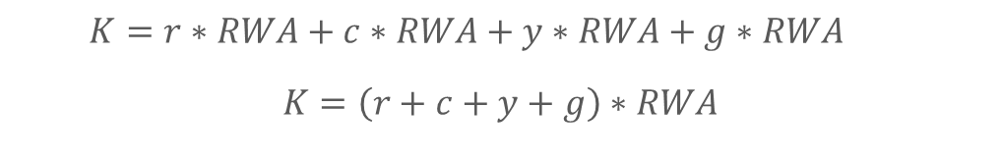 K = r ∗ RWA + c ∗ RWA + y ∗ RWA + g ∗ RWA
K = (r + c + y + g) ∗ RWA